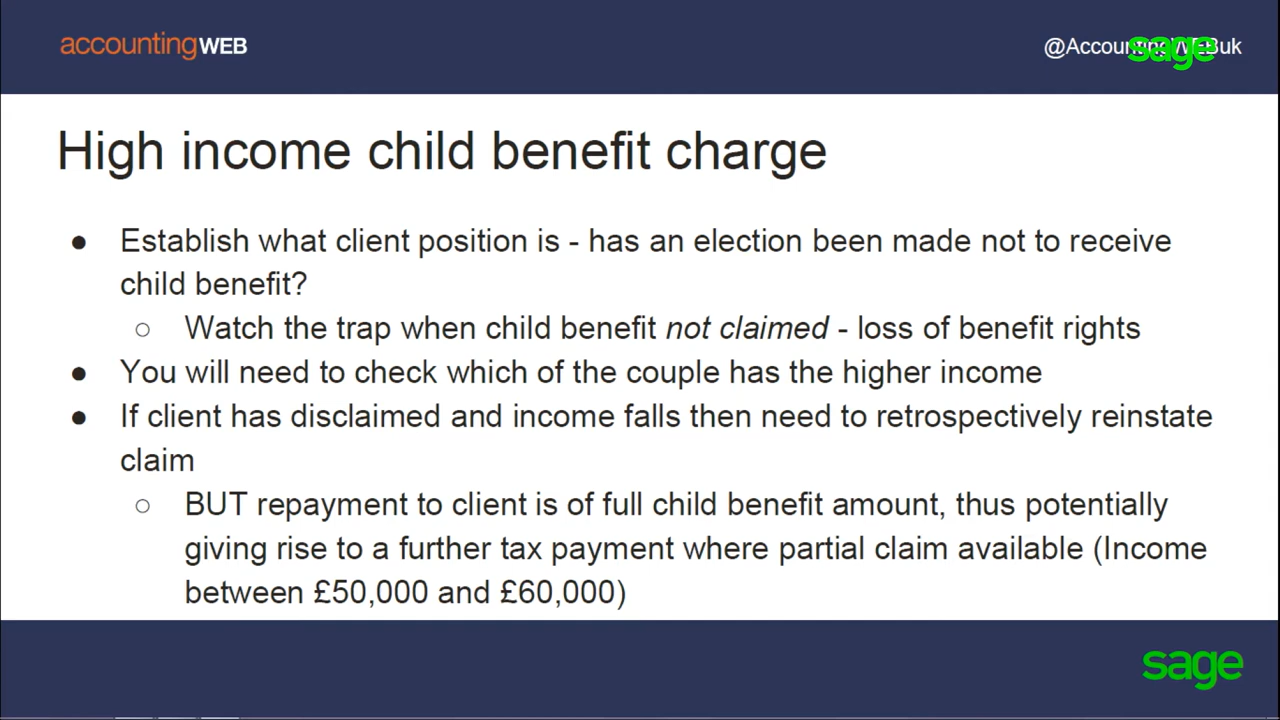 accountingWEB
@AccountingWEBuk
sage
High income child benefit charge
● Establish what client position is - has an election been made not to receive
child benefit?
○ Watch the trap when child benefit not claimed - loss of benefit rights
● You will need to check which of the couple has the higher income
● If client has disclaimed and income falls then need to retrospectively reinstate
claim
○ BUT repayment to client is of full child benefit amount, thus potentially
giving rise to a further tax payment where partial claim available (Income
between £50,000 and £60,000)
sage